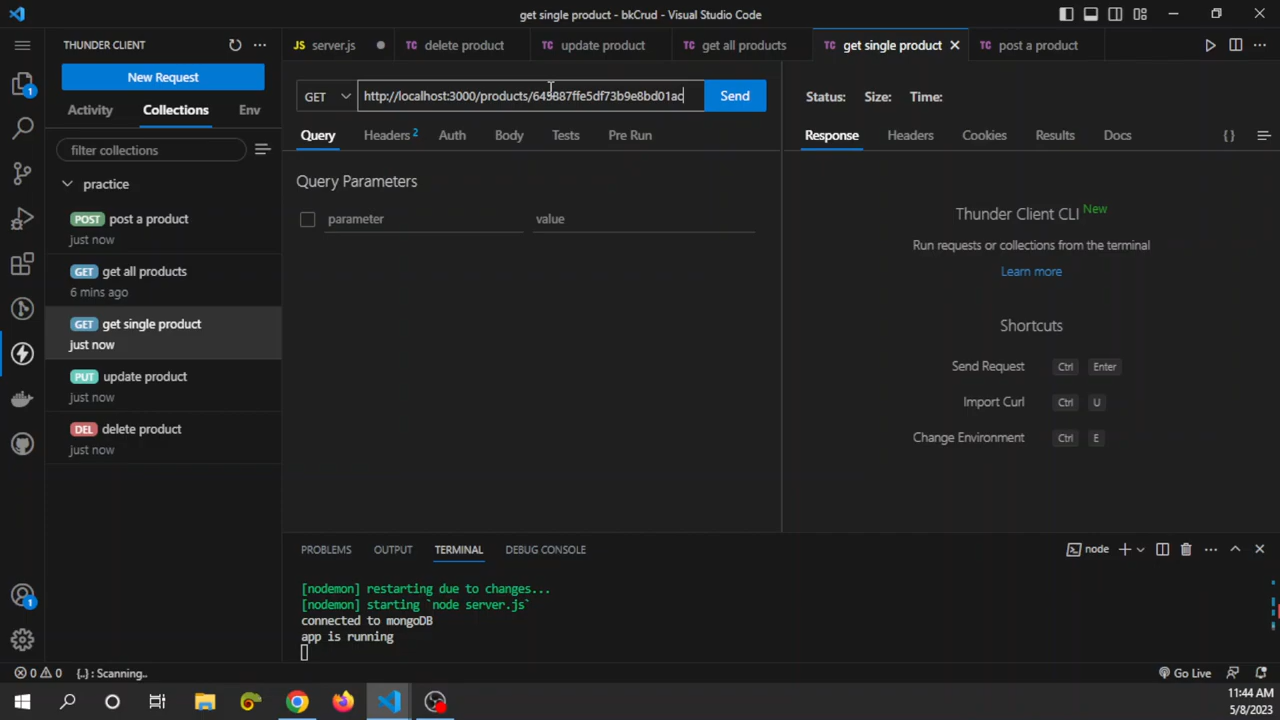 get single product - bkCrud - Visual Studio Code
THUNDER CLIENT
JS server.js
TC delete product
TC update product
TC get all products
TC get single product
TC post a product
New Request
Activity
Collections
Env
filter collections
practice
POST post a product
just now
GET get all products
6 mins ago
GET get single product
just now
PUT update product
just now
DEL delete product
just now
GET
http://localhost:3000/products/645887ffe5df73b9e8bd01ac
Send
Query
Headers 2
Auth
Body
Tests
Pre Run
Query Parameters
parameter
value
Status: Size: Time:
Response
Headers
Cookies
Results
Docs
{ }
Thunder Client CLI New
Run requests or collections from the terminal
Learn more
Shortcuts
Send Request Ctrl Enter
Import Curl Ctrl U
Change Environment Ctrl E
PROBLEMS
OUTPUT
TERMINAL
DEBUG CONSOLE
node
[nodemon] restarting due to changes...
[nodemon] starting `node server.js`
connected to mongoDB
app is running
1
1
0 0 {..} : Scanning..
Go Live
11:44 AM
5/8/2023